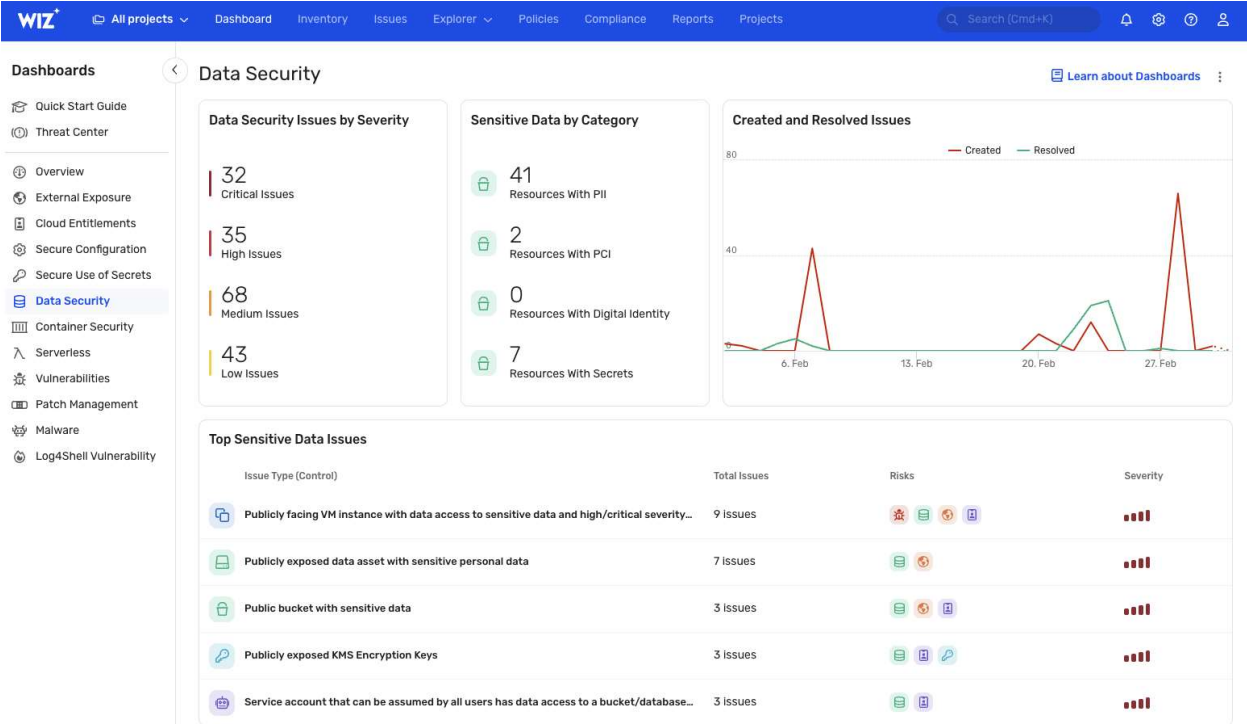 WIZ
All projects
Dashboard
Inventory
Issues
Explorer
Policies
Compliance
Reports
Projects
Search (Cmd+K)
Dashboards
Quick Start Guide
Threat Center
Overview
External Exposure
Cloud Entitlements
Secure Configuration
Secure Use of Secrets
Data Security
Container Security
Serverless
Vulnerabilities
Patch Management
Malware
Log4Shell Vulnerability
Data Security
Learn about Dashboards
Data Security Issues by Severity
32
Critical Issues
35
High Issues
68
Medium Issues
43
Low Issues
Sensitive Data by Category
41
Resources With PII
2
Resources With PCI
0
Resources With Digital Identity
7
Resources With Secrets
Created and Resolved Issues
Created
Resolved
80
40
0
6. Feb
13. Feb
20. Feb
27. Feb
Top Sensitive Data Issues
Issue Type (Control)
Total Issues
Risks
Severity
Publicly facing VM instance with data access to sensitive data and high/critical severity...
9 issues
Publicly exposed data asset with sensitive personal data
7 issues
Public bucket with sensitive data
3 issues
Publicly exposed KMS Encryption Keys
3 issues
Service account that can be assumed by all users has data access to a bucket/database...
3 issues